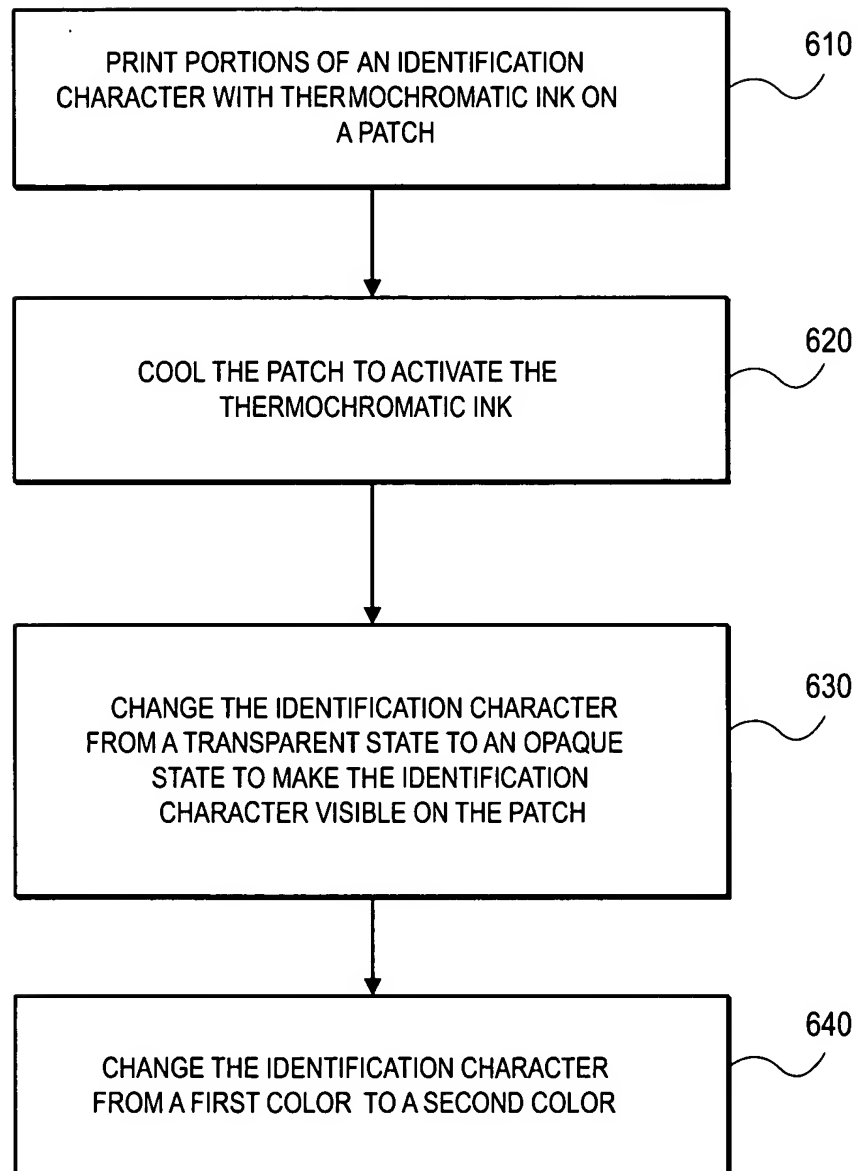 PRINT PORTIONS OF AN IDENTIFICATION
CHARACTER WITH THERMOCHROMATIC INK ON
A PATCH
610
COOL THE PATCH TO ACTIVATE THE
THERMOCHROMATIC INK
620
CHANGE THE IDENTIFICATION CHARACTER
FROM A TRANSPARENT STATE TO AN OPAQUE
STATE TO MAKE THE IDENTIFICATION
CHARACTER VISIBLE ON THE PATCH
630
CHANGE THE IDENTIFICATION CHARACTER
FROM A FIRST COLOR TO A SECOND COLOR
640